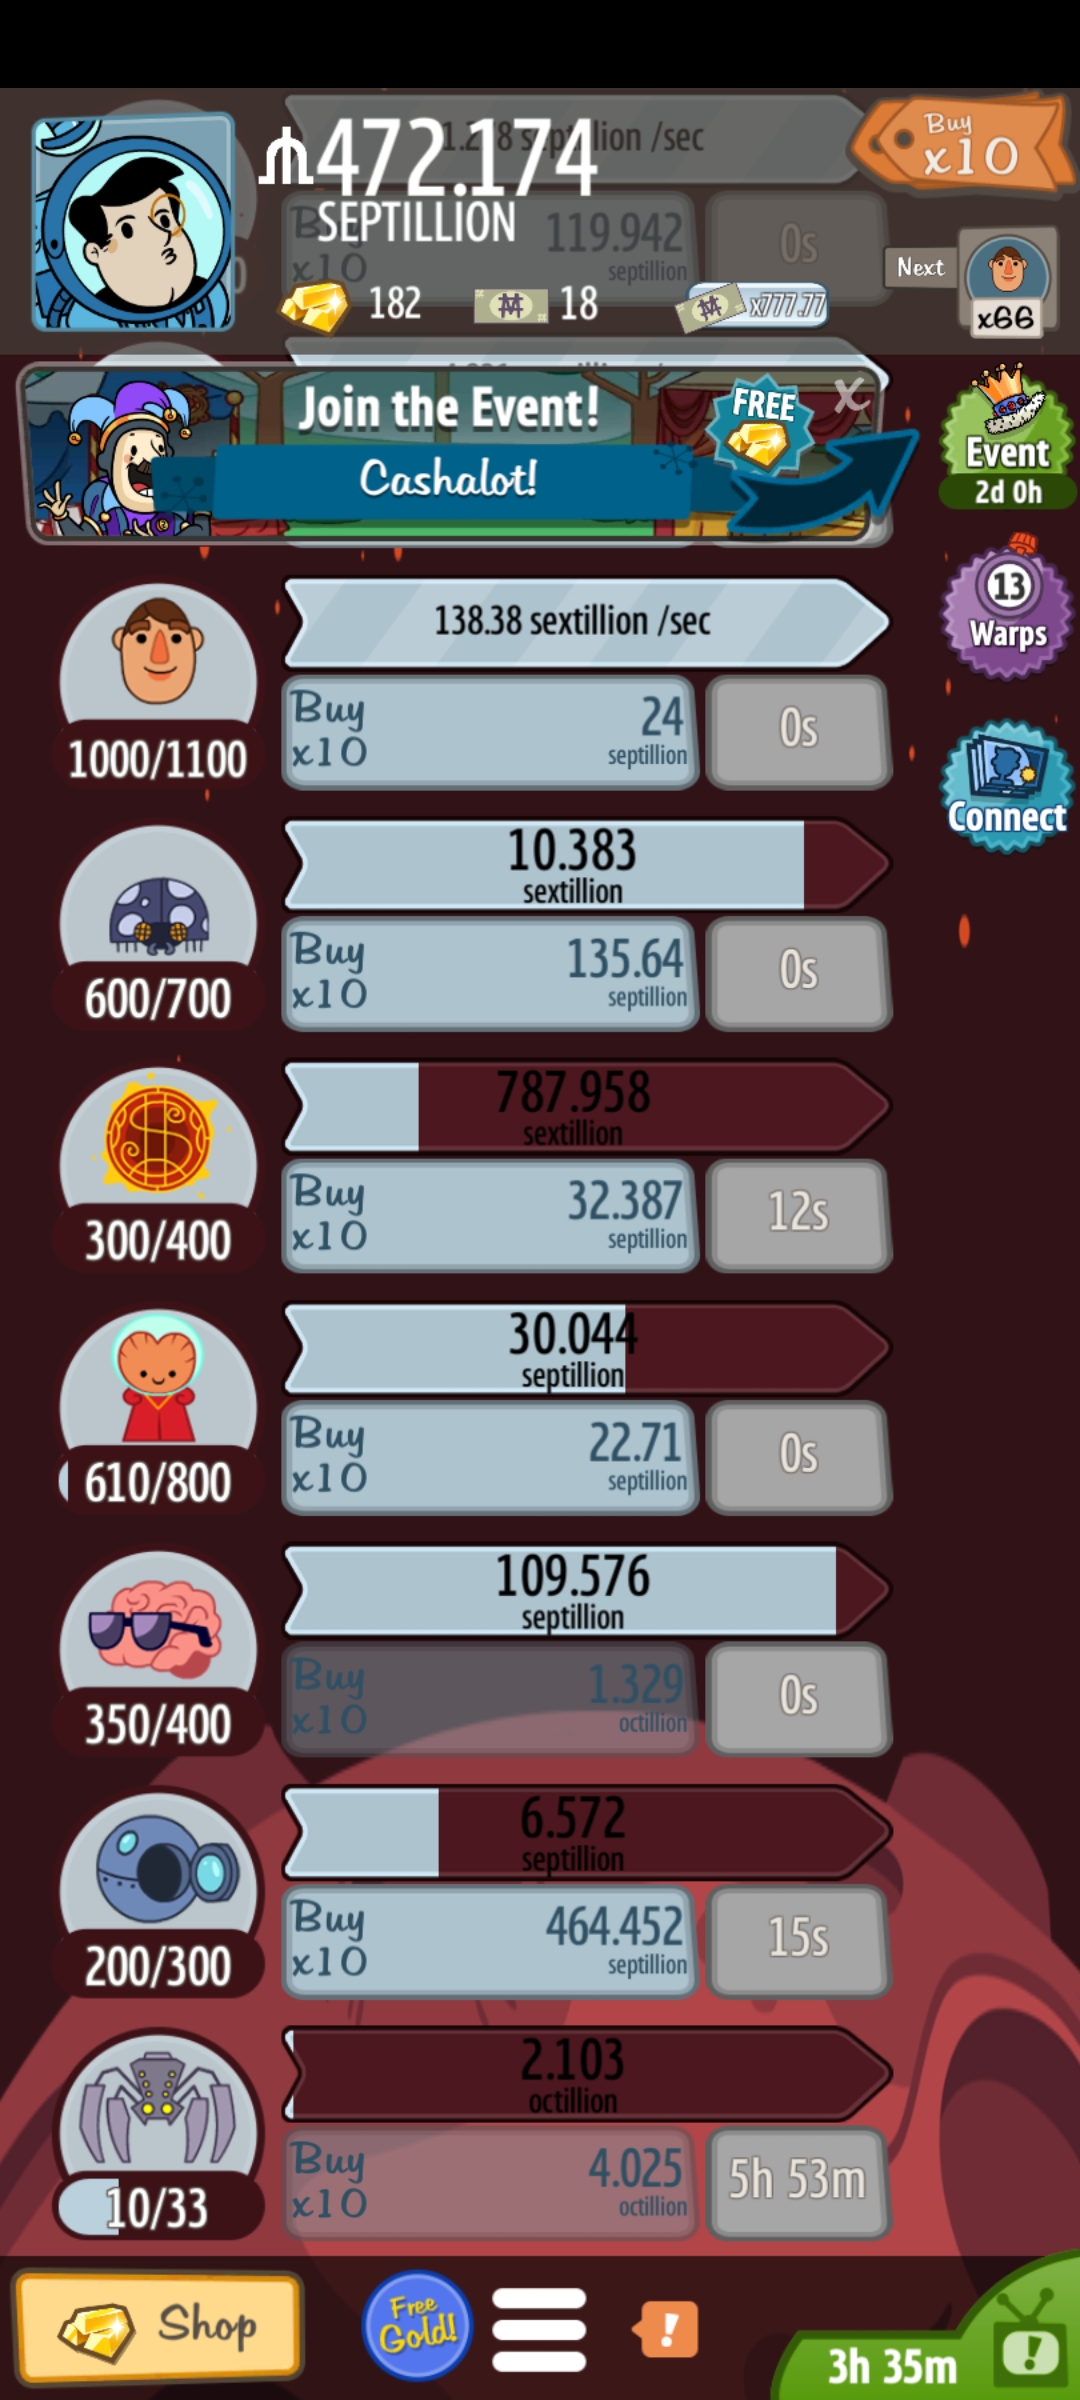 472.174
SEPTILLION
Buy
x10
septillion /sec
Buy
x10
119.942
septillion
0s
182
18
x777.77
Next
x66
Join the Event!
Cashalot!
FREE
X
Event
2d 0h
13
Warps
Connect
138.38 sextillion /sec
Buy
x10
24
septillion
0s
1000/1100
10.383
sextillion
Buy
x10
135.64
septillion
0s
600/700
787.958
sextillion
Buy
x10
32.387
septillion
12s
300/400
30.044
septillion
Buy
x10
22.71
septillion
0s
610/800
109.576
septillion
Buy
x10
1.329
octillion
0s
350/400
6.572
septillion
Buy
x10
464.452
septillion
15s
200/300
2.103
octillion
Buy
x10
4.025
octillion
5h 53m
10/33
Shop
Free
Gold!
!
3h 35m
!